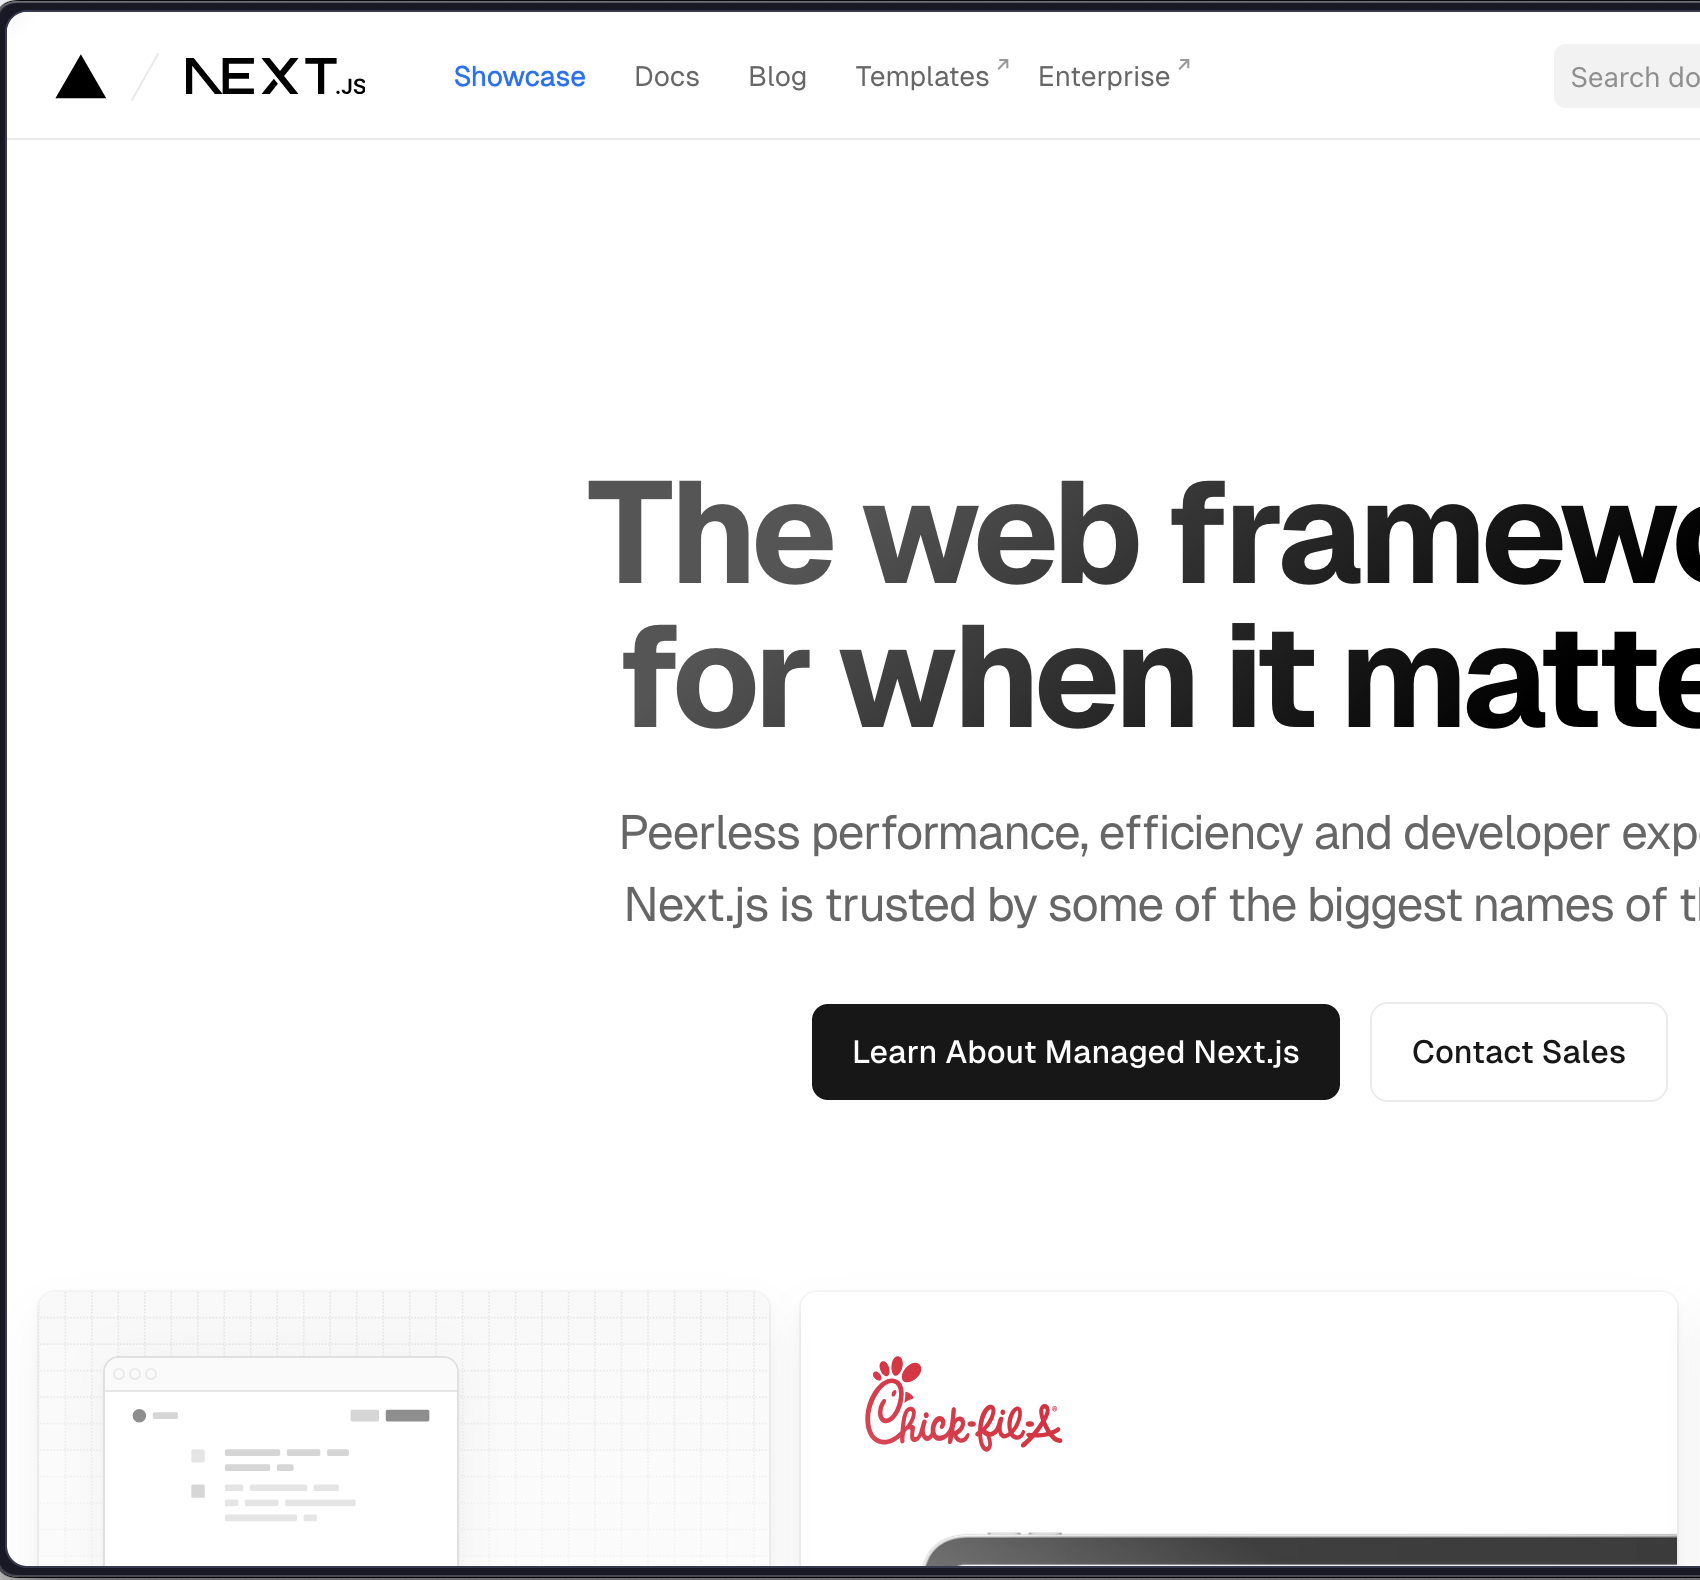 NEXT.JS
Showcase Docs Blog Templates Enterprise
Search do
The web framewo
for when it matte
Peerless performance, efficiency and developer exp
Next.js is trusted by some of the biggest names of t
Learn About Managed Next.js Contact Sales
Chick-fil-A